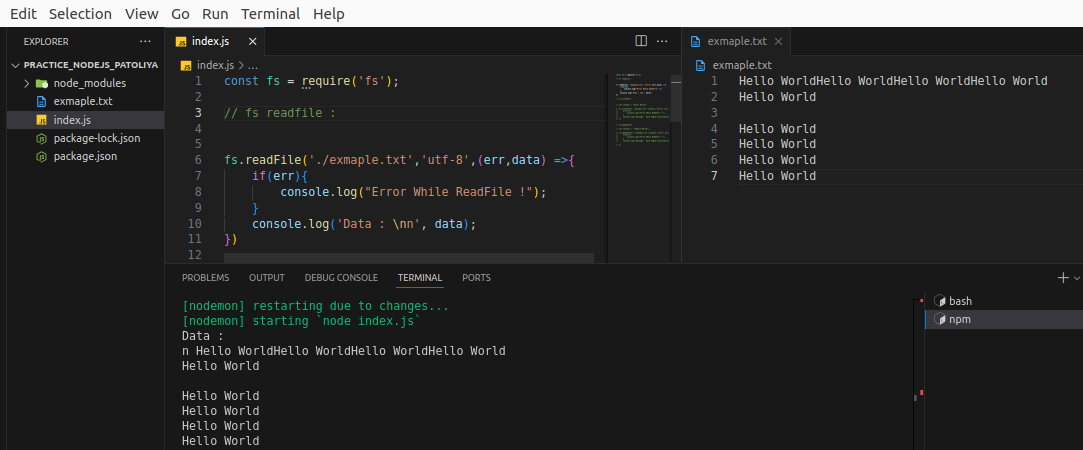 Edit Selection View Go Run Terminal Help
EXPLORER ...
PRACTICE_NODEJS_PATOLIYA
node_modules
exmaple.txt
index.js
package-lock.json
package.json
index.js
index.js > ...
1 const fs = require('fs');
2
3 // fs readfile :
4
5
6 fs.readFile('./exmaple.txt','utf-8',(err,data) =>{
7 if(err){
8 console.log("Error While ReadFile !");
9 }
10 console.log('Data : \nn', data);
11 })
12
exmaple.txt
exmaple.txt
1 Hello WorldHello WorldHello WorldHello World
2 Hello World
3
4 Hello World
5 Hello World
6 Hello World
7 Hello World
PROBLEMS OUTPUT DEBUG CONSOLE TERMINAL PORTS
[nodemon] restarting due to changes...
[nodemon] starting `node index.js`
Data :
n Hello WorldHello WorldHello WorldHello World
Hello World

Hello World
Hello World
Hello World
Hello World
bash
npm